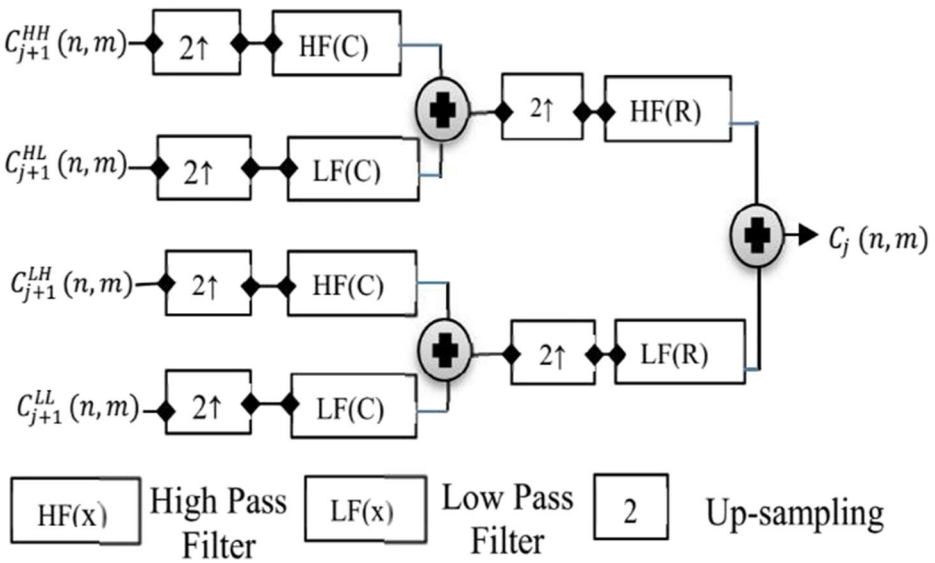 C_{j+1}^{HH}(n,m) 2↑ HF(C)
2↑ HF(R)
C_{j+1}^{HL}(n,m) 2↑ LF(C)
C_j(n,m)
C_{j+1}^{LH}(n,m) 2↑ HF(C)
2↑ LF(R)
C_{j+1}^{LL}(n,m) 2↑ LF(C)
HF(x) High Pass
Filter
LF(x) Low Pass
Filter
2 Up-sampling